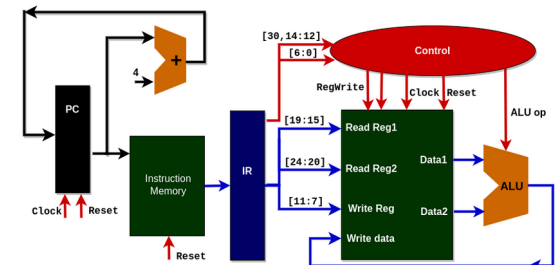 [30,14:12]
[6:0]
Control
+
4
RegWrite
Clock
Reset
ALU op
PC
[19:15]
Read Reg1
IR
Instruction
Memory
[24:20]
Read Reg2
Data1
ALU
[11:7]
Write Reg
Data2
Clock
Reset
Write data
Reset